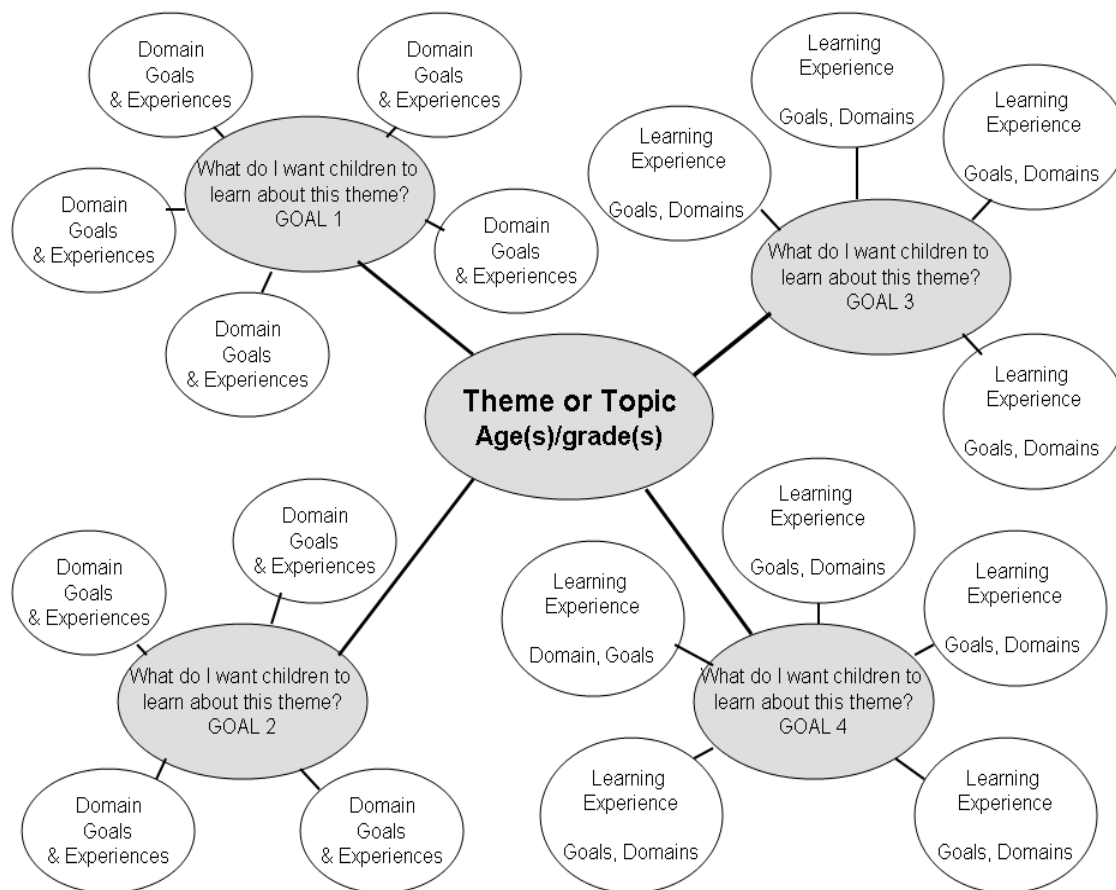 Domain
Goals
& Experiences
Domain
Goals
& Experiences
Domain
Goals
& Experiences
What do I want children to
learn about this theme?
GOAL 1
Domain
Goals
& Experiences
Domain
Goals
& Experiences
Learning
Experience
Goals, Domains
Learning
Experience
Goals, Domains
Learning
Experience
Goals, Domains
What do I want children to
learn about this theme?
GOAL 3
Learning
Experience
Goals, Domains
Theme or Topic
Age(s)/grade(s)
Domain
Goals
& Experiences
Domain
Goals
& Experiences
What do I want children to
learn about this theme?
GOAL 2
Domain
Goals
& Experiences
Domain
Goals
& Experiences
Learning
Experience
Goals, Domains
Learning
Experience
Domain, Goals
Learning
Experience
Goals, Domains
What do I want children to
learn about this theme?
GOAL 4
Learning
Experience
Goals, Domains
Learning
Experience
Goals, Domains